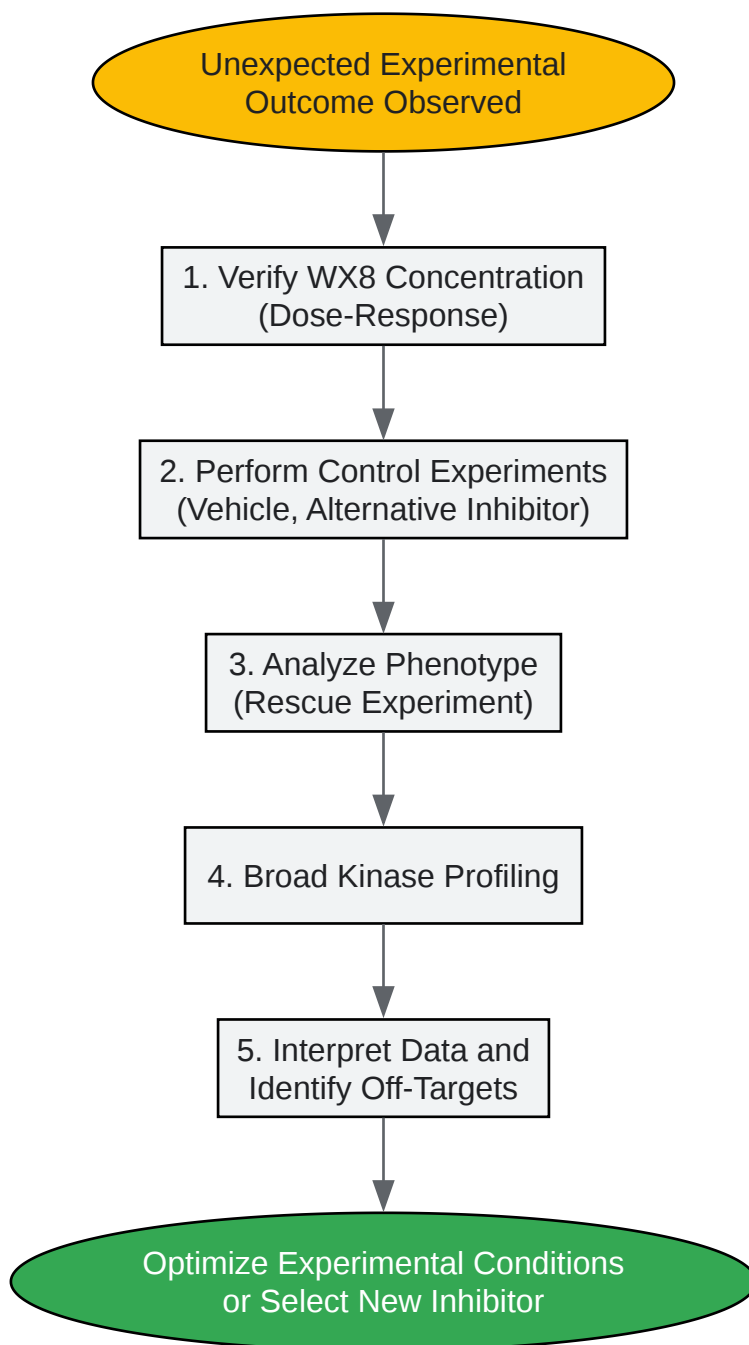 Unexpected Experimental
Outcome Observed
1. Verify WX8 Concentration
(Dose-Response)
2. Perform Control Experiments
(Vehicle, Alternative Inhibitor)
3. Analyze Phenotype
(Rescue Experiment)
4. Broad Kinase Profiling
5. Interpret Data and
Identify Off-Targets
Optimize Experimental Conditions
or Select New Inhibitor